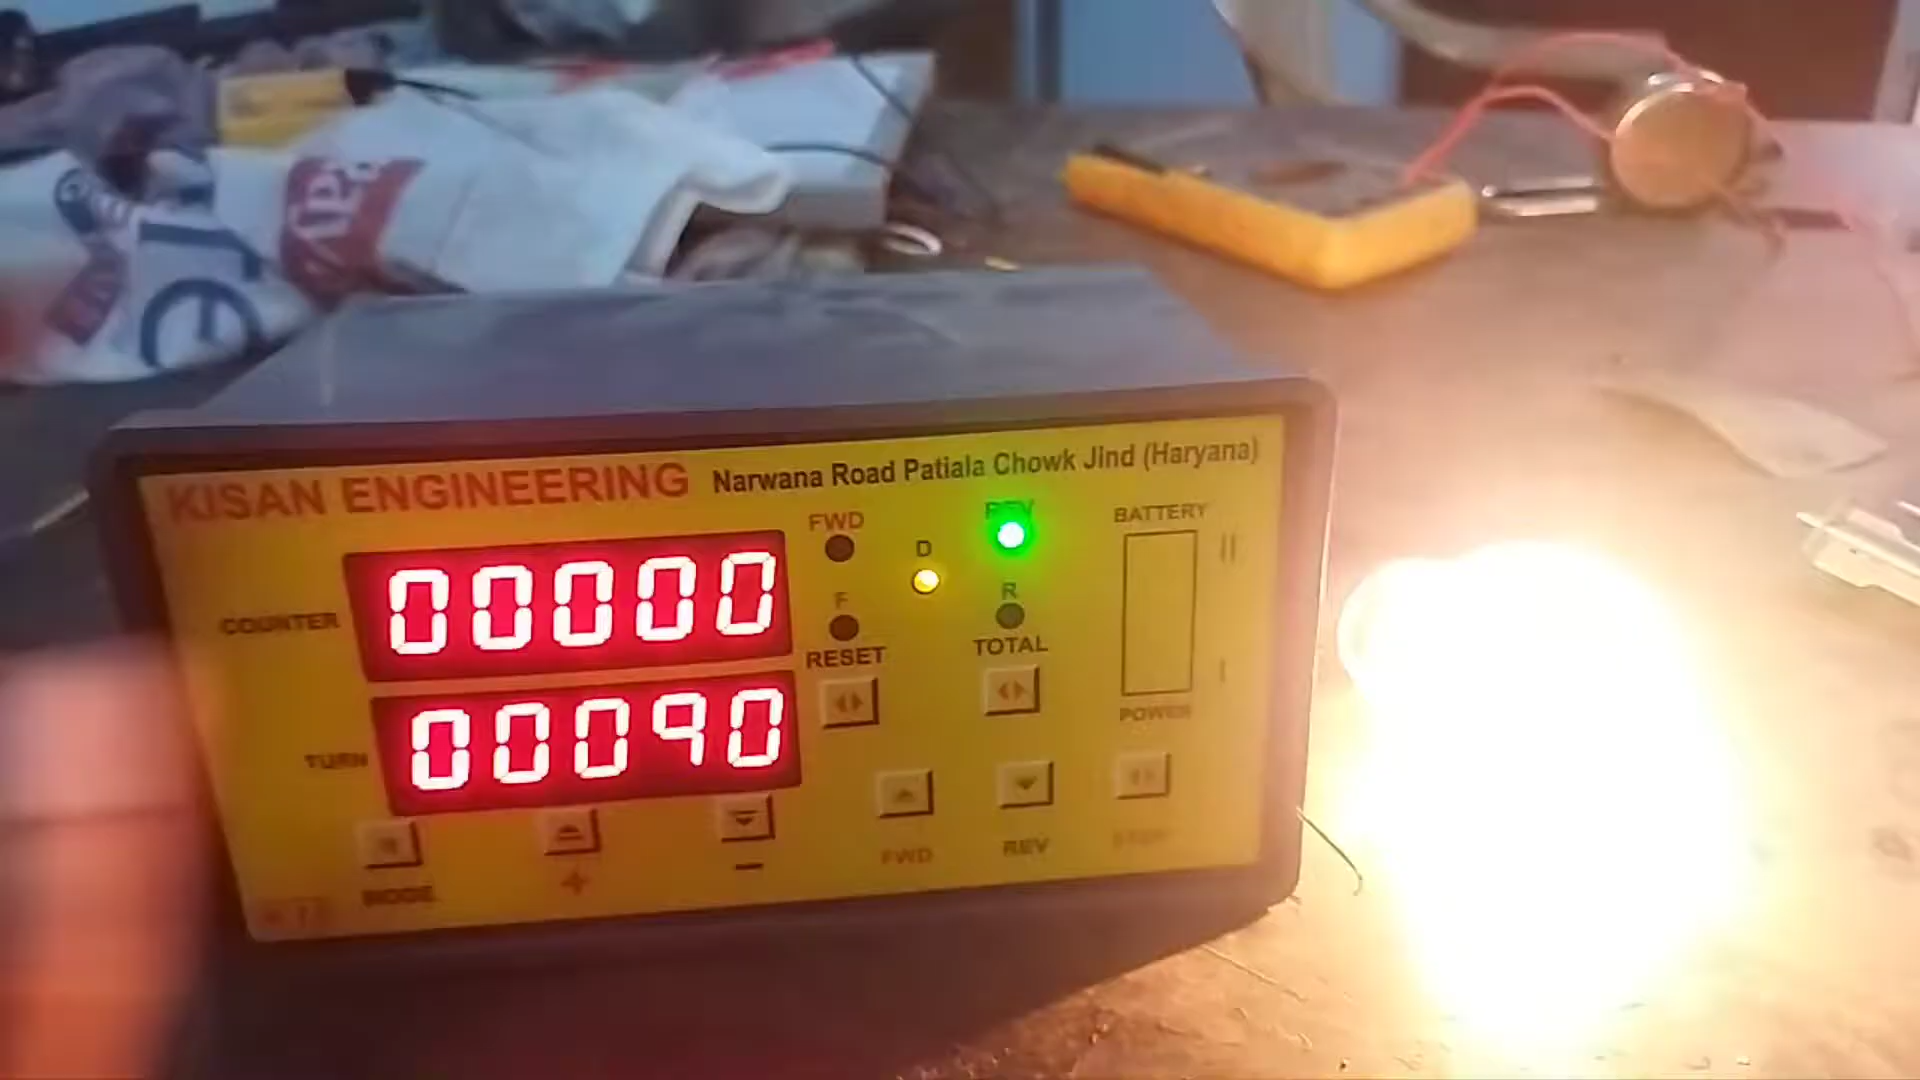 KISAN ENGINEERING Narwana Road Patiala Chowk Jind (Haryana)
FWD
REV
BATTERY
D
COUNTER
00000
F
R
RESET
TOTAL
TURN
00090
POWER
MODE
+
-
FWD
REV
STOP